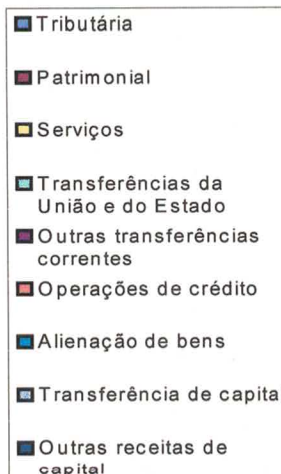 Tributária
Patrimonial
Serviços
Transferências da
União e do Estado
Outras transferências
correntes
Operações de crédito
Alienação de bens
Transferência de capita
Outras receitas de
capital